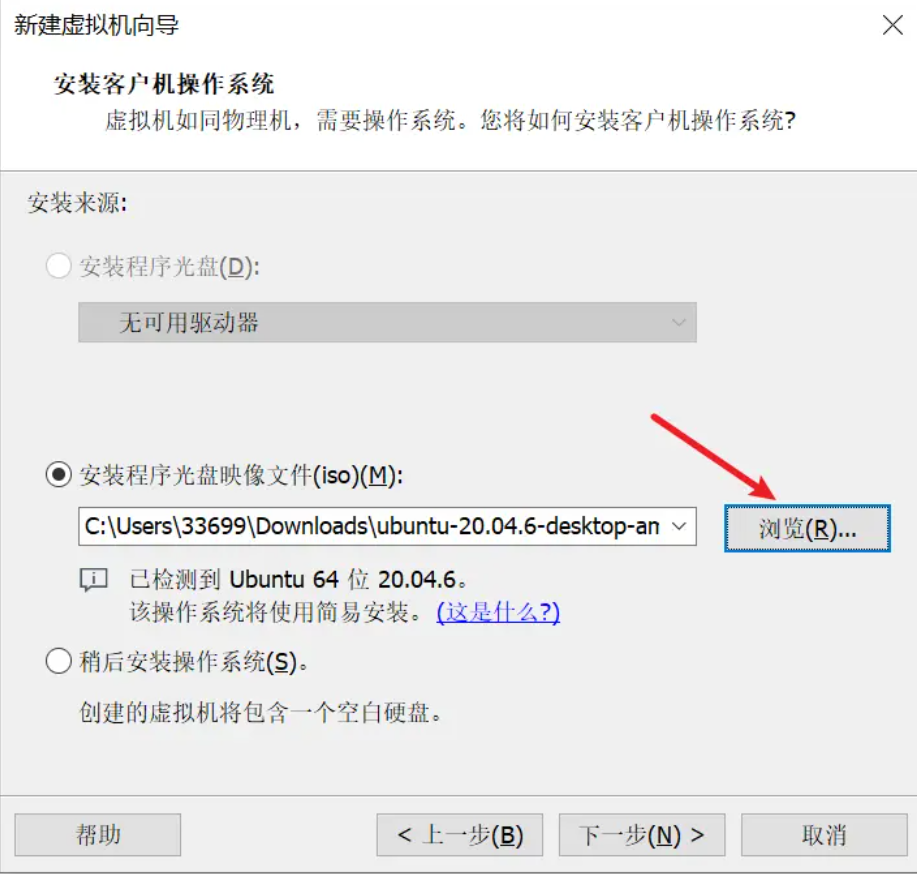 新建虚拟机向导
安装客户机操作系统
虚拟机如同物理机，需要操作系统。您将如何安装客户机操作系统?
安装来源:
安装程序光盘(D):
无可用驱动器
安装程序光盘映像文件(iso)(M):
C:\Users\33699\Downloads\ubuntu-20.04.6-desktop-am
浏览(R)...
已检测到 Ubuntu 64 位 20.04.6。
该操作系统将使用简易安装。(这是什么?)
稍后安装操作系统(S)。
创建的虚拟机将包含一个空白硬盘。
帮助 < 上一步(B) 下一步(N) > 取消